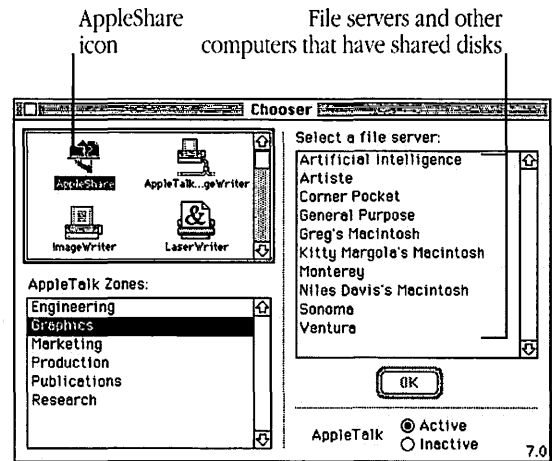 AppleShare
icon
File servers and other
computers that have shared disks
Chooser
AppleShare
AppleTalk...geWriter
ImageWriter
LaserWriter
AppleTalk Zones:
Engineering
Graphics
Marketing
Production
Publications
Research
Select a file server:
Artificial Intelligence
Artiste
Corner Pocket
General Purpose
Greg's Macintosh
Kitty Margola's Macintosh
Monterey
Niles Davis's Macintosh
Sonoma
Ventura
OK
AppleTalk
Active
Inactive
7.0